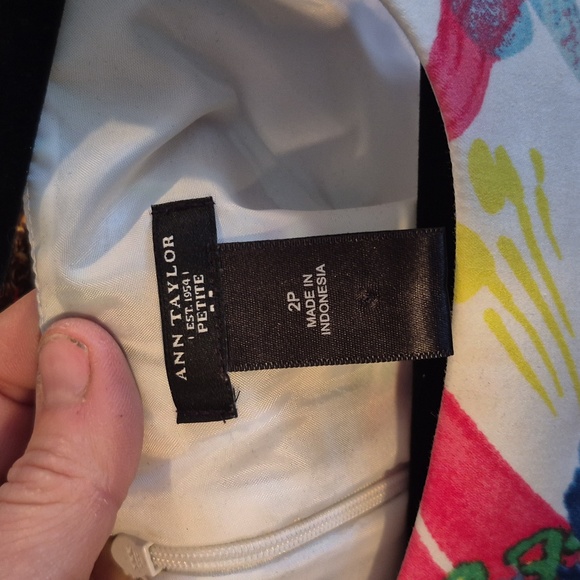 ANN TAYLOR
EST. 1954
PETITE
2P
MADE IN
INDONESIA